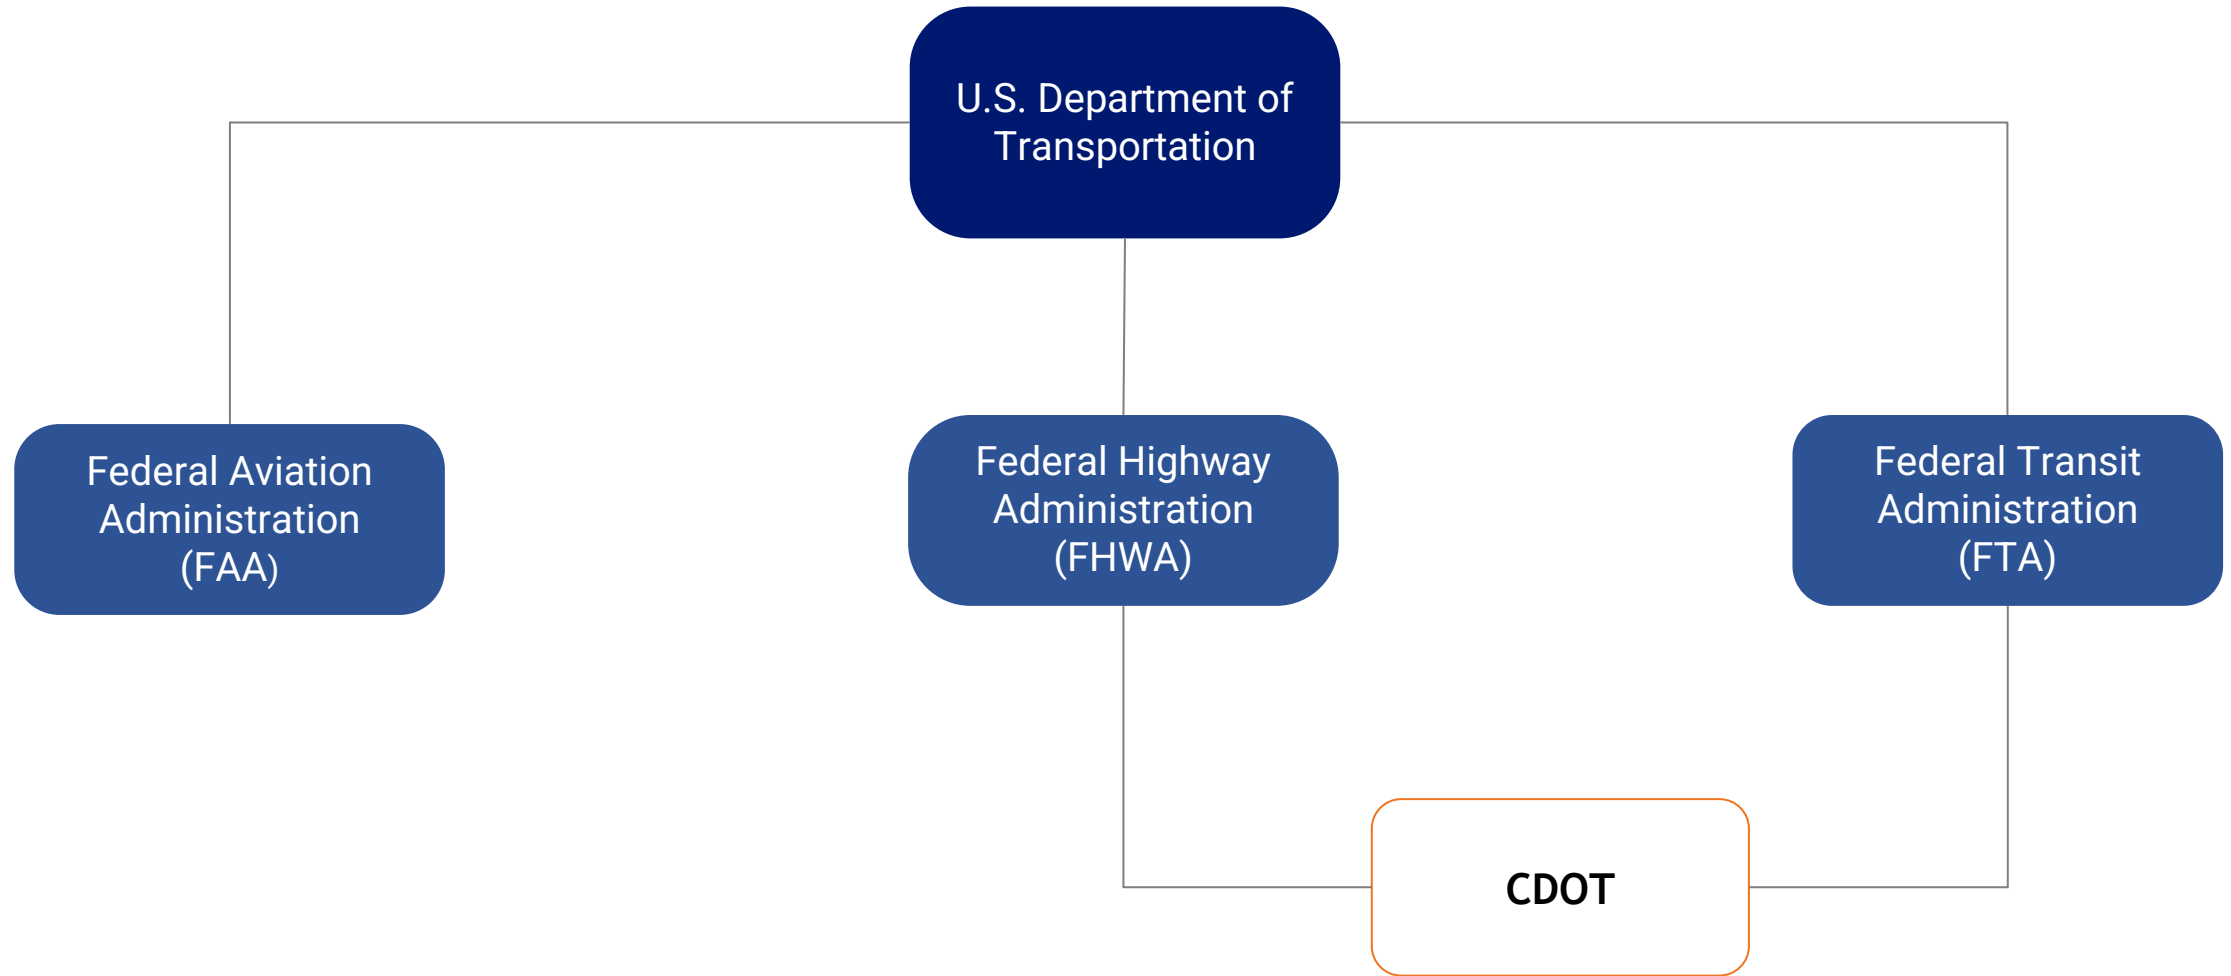 U.S. Department of
Transportation
Federal Aviation
Administration
(FAA)
Federal Highway
Administration
(FHWA)
Federal Transit
Administration
(FTA)
CDOT